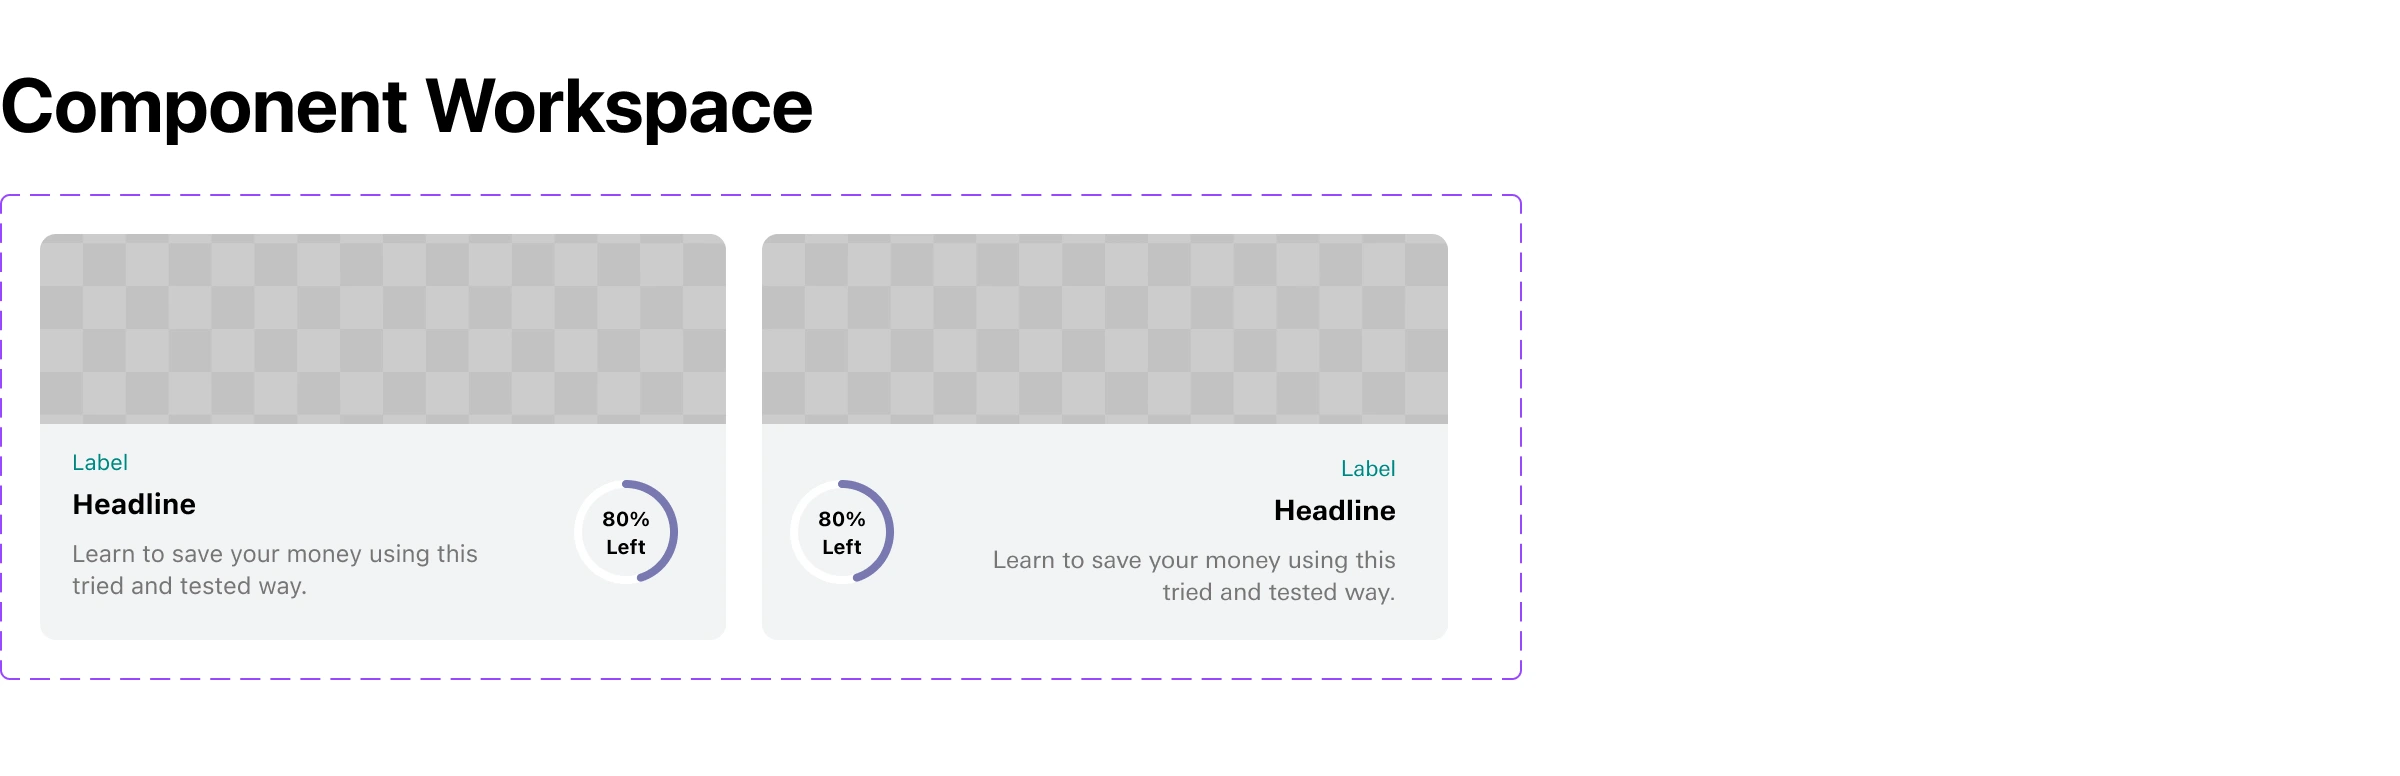 Component Workspace
Label
Headline
Learn to save your money using this
tried and tested way.
80%
Left
80%
Left
Label
Headline
Learn to save your money using this
tried and tested way.